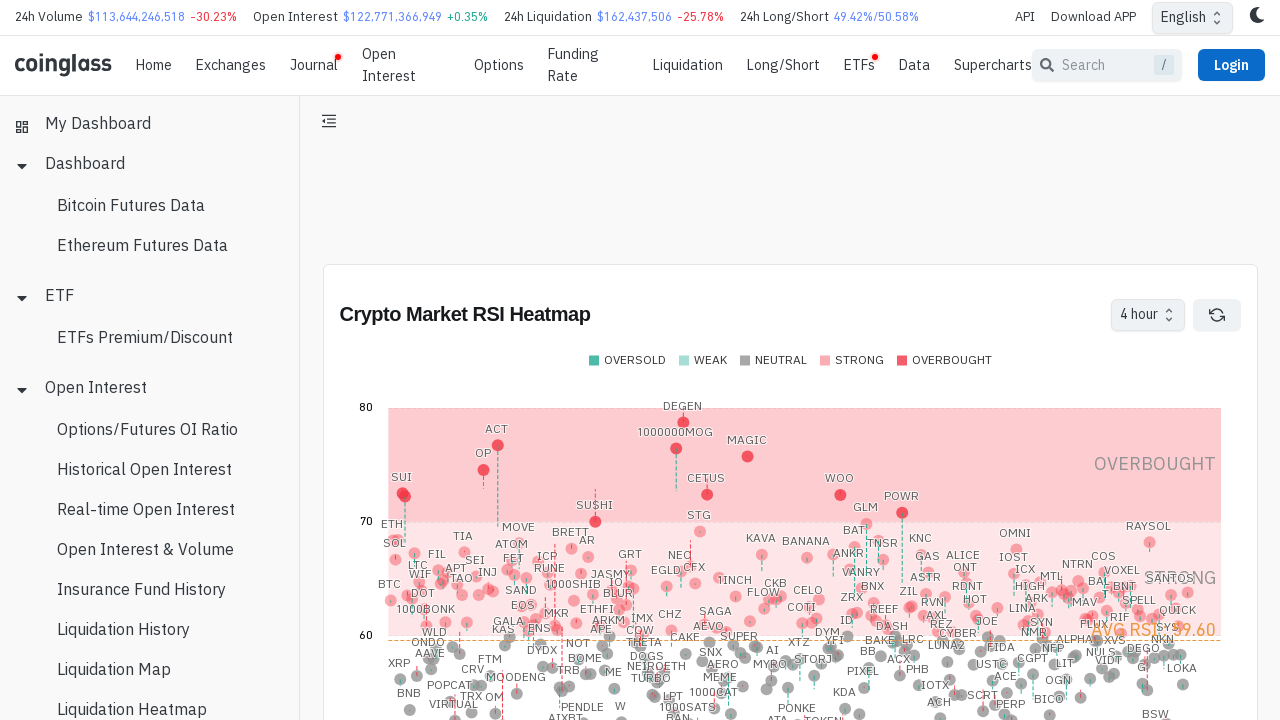 24h Volume $113,644,246,518 -30.23% Open Interest $122,771,366,949 +0.35% 24h Liquidation $162,437,506 -25.78% 24h Long/Short 49.42%/50.58% API Download APP English
coinglass Home Exchanges Journal Open Interest Options Funding Rate Liquidation Long/Short ETFs Data Supercharts Search / Login
My Dashboard
Dashboard
Bitcoin Futures Data
Ethereum Futures Data
ETF
ETFs Premium/Discount
Open Interest
Options/Futures OI Ratio
Historical Open Interest
Real-time Open Interest
Open Interest & Volume
Insurance Fund History
Liquidation History
Liquidation Map
Liquidation Heatmap
Crypto Market RSI Heatmap
4 hour
OVERSOLD WEAK NEUTRAL STRONG OVERBOUGHT
80
DEGEN
ACT 1000000MOG
MAGIC
OP
OVERBOUGHT
SUI CETUS WOO
POWR
SUSHI GLM
STG
70
ETH MOVE RAYSOL
BRETT BAT OMNI
TIA AR KAVA BANANA TNSR KNC
SOL ATOM
FIL ICP GRT NEO ANKR GAS ALICE IOST COS
LTC SEI FET NTRN
WIF APT INJ RUNE JASMY EGLD CFX VANRY ONT ICX VOXEL
TAO 1000SHIB IO 1INCH CKB ASTR MTL BAL STRONG
BTC DOT SAND BLUR FLOW CELO BNX ZIL RDNT HIGH BNT SANTOS
1000BONK EOS ETHFI COTI REEF RVN HOT ARK MAV SPELL
MKR CHZ SAGA LINA QUICK
GALA ARKM IMX ID AXL JOE SYN FLUX TRIF
WLD KAS ENS APE COW AEVO DYM DASH REZ CYBER NMR AVG RSI : 59.60
ONDO NOT THETA CAKE SUPER XTZ YFI BAKE LRC LUNA2 FIDA ALPHA XVS NKN
AAVE DYDX DOGS SNX AI BB NFP NULS DEGO
XRP FTM BOME NEIROETH AERO MYRO STORJ ACX USTC CGPT LIT VIDT
CRV TRB ME TURBO MEME PIXEL PHB ACE LOKA
POPCAT MOODENG IOTX OGN
BNB TRX OM LPT 1000CAT KDA SCRT BICO
VIRTUAL PENDLE W 1000SATS PONKE ACH PERP
AIXBT BAN ATA TOKEN BSW
60